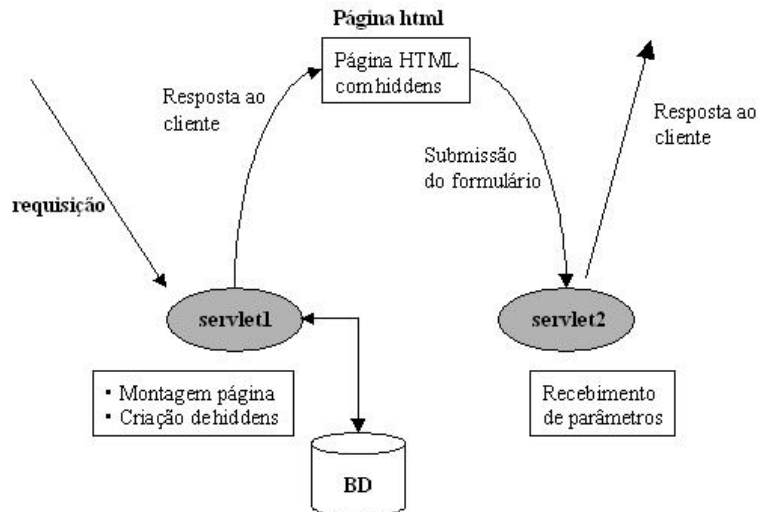 Página html
Página HTML
com hiddens
Resposta ao
cliente
Submissão
do formulário
Resposta ao
cliente
requisição
servlet1
servlet2
▪ Montagem página
▪ Criação de hiddens
Recebimento
de parâmetros
BD